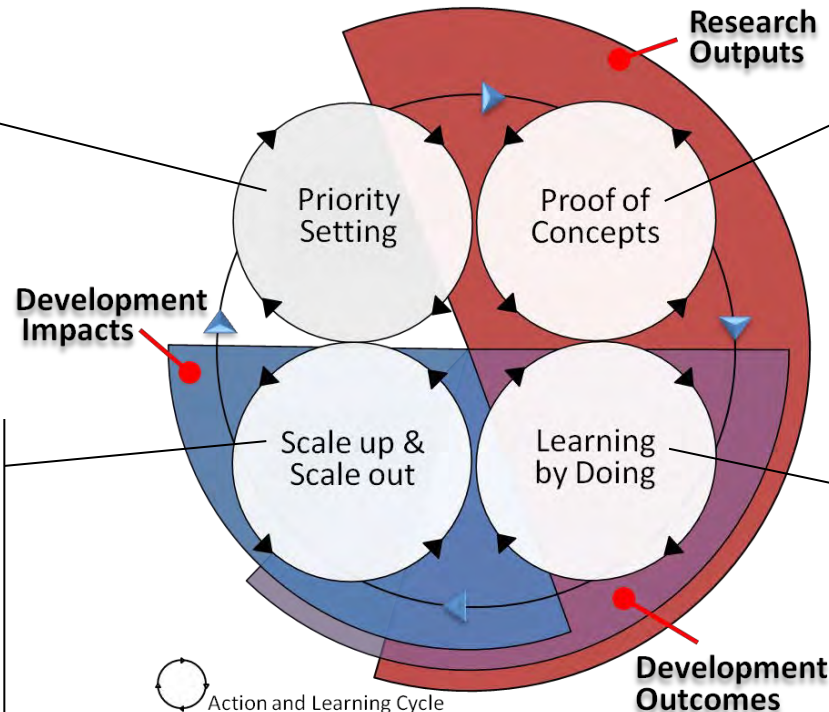 Research
Outputs
Priority
Setting
Proof of
Concepts
Development
Impacts
Scale up &
Scale out
Learning
by Doing
Development
Outcomes
Action and Learning Cycle